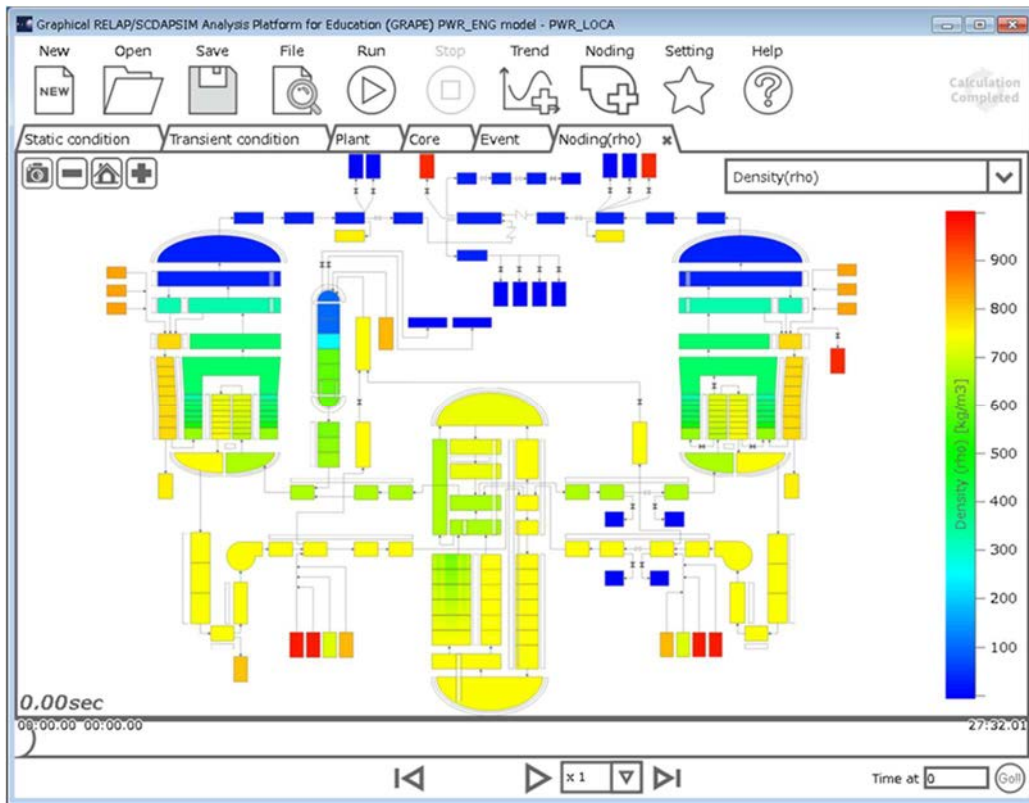 Graphical RELAP/SCDAPSIM Analysis Platform for Education (GRAPE) PWR_ENG model - PWR_LOCA
New Open Save File Run Stop Trend Noding Setting Help
NEW
Calculation
Completed
Static condition Transient condition Plant Core Event Noding(rho)
Density(rho)
900
800
700
600
500
400
300
200
100
Density (rho) [kg/m3]
0.00sec
00:00.00 00:00.00 27:32.01
x 1 Time at 0 Go!!